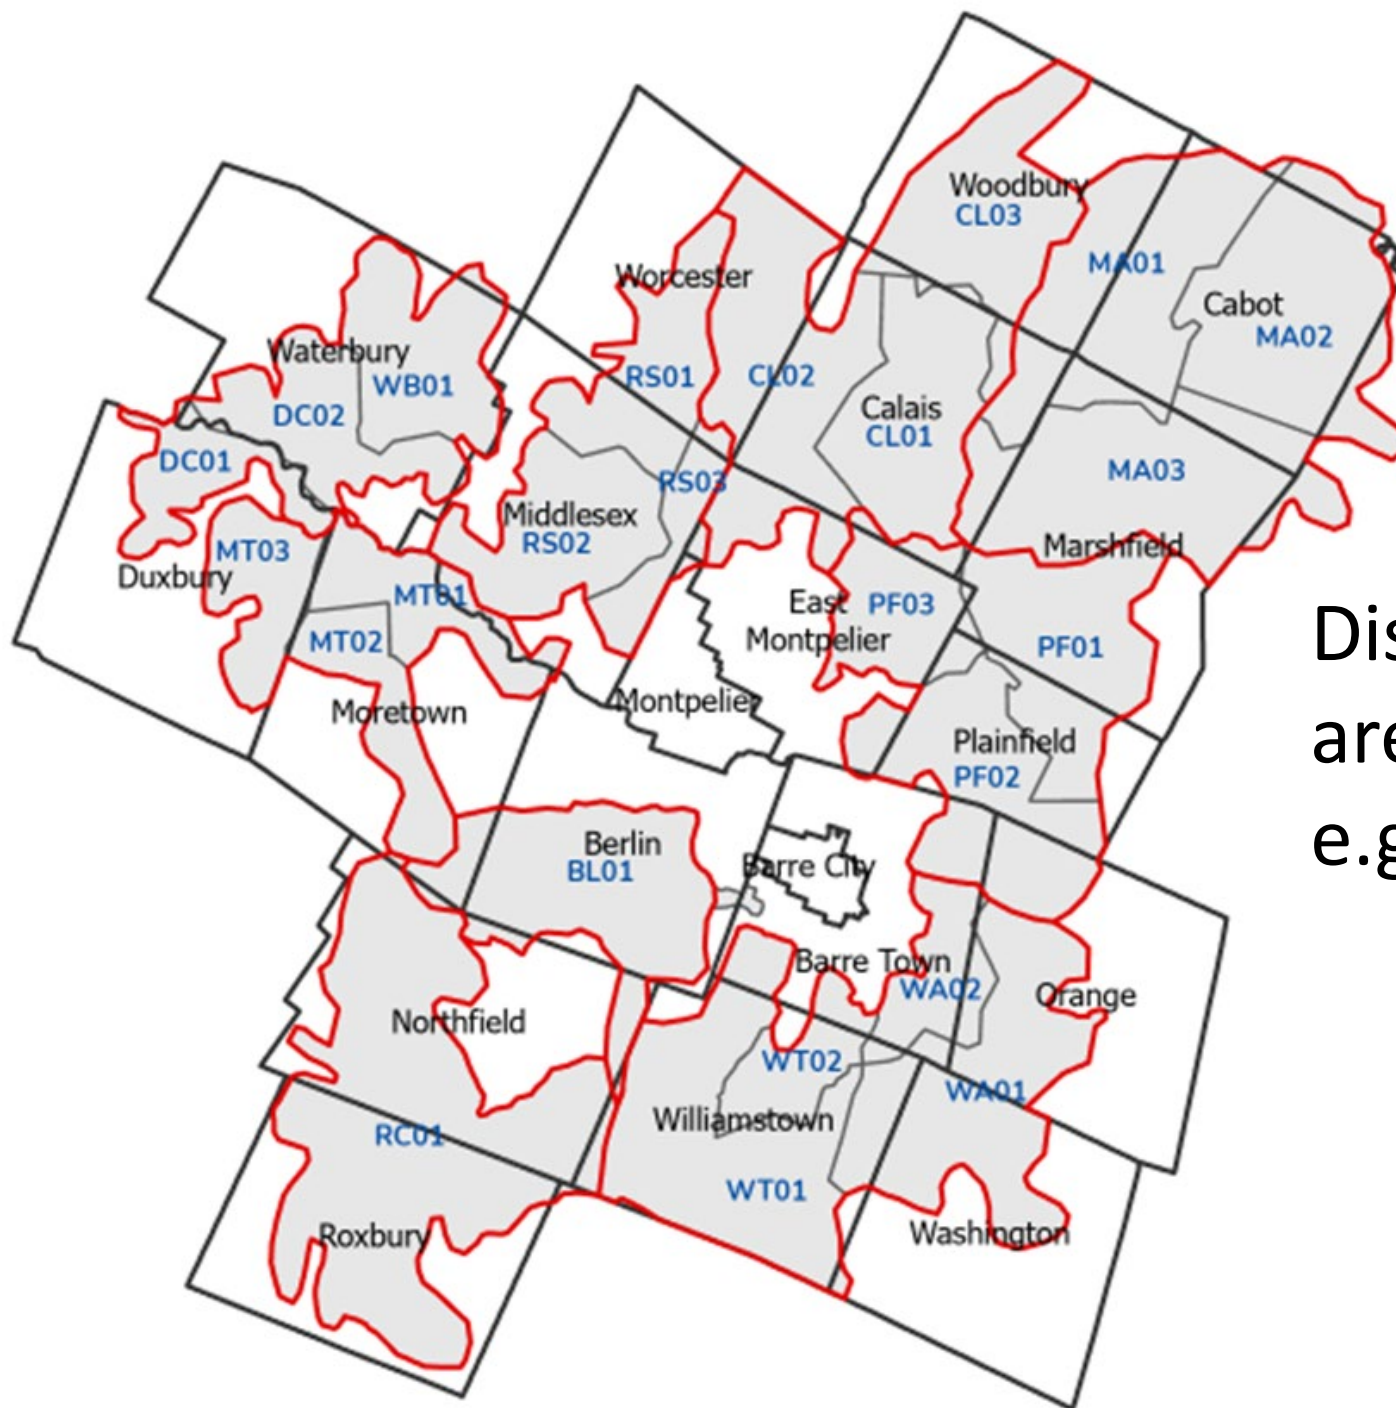 Woodbury
CL03
MA01
Worcester
Cabot
MA02
Waterbury
WB01
RS01
CL02
DC02
Calais
CL01
DC01
MA03
RS03
Middlesex
RS02
MT03
Duxbury
Marshfield
MT01
East
Montpelier
PF03
MT02
PF01
Moretown
Plainfield
PF02
Berlin
BL01
Barre City
Barre Town
WA02
Orange
Northfield
WT02
WA01
Williamstown
RC01
WT01
Roxbury
Washington
Dis
are
e.g